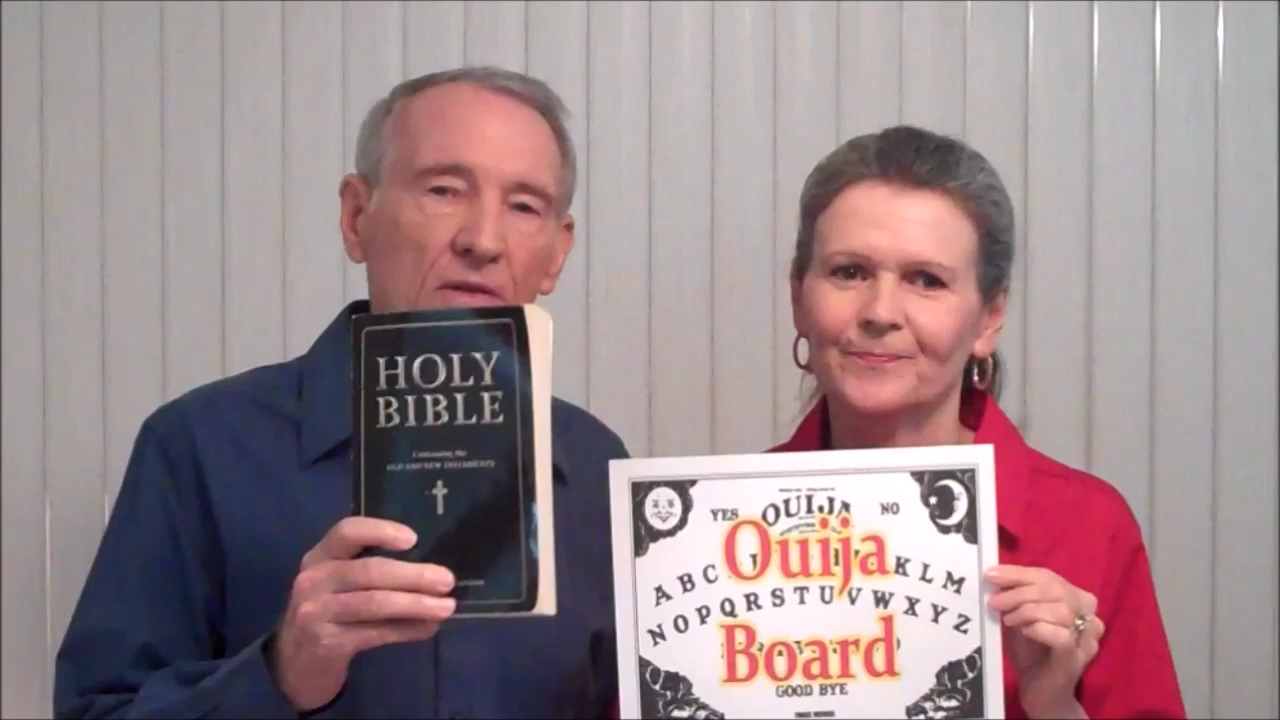 HOLY
BIBLE
Containing the
OLD AND NEW TESTAMENTS
YES OUIJA NO
Ouija
A B C K L M
N O P Q R S T U V W X Y Z
Board
GOOD BYE